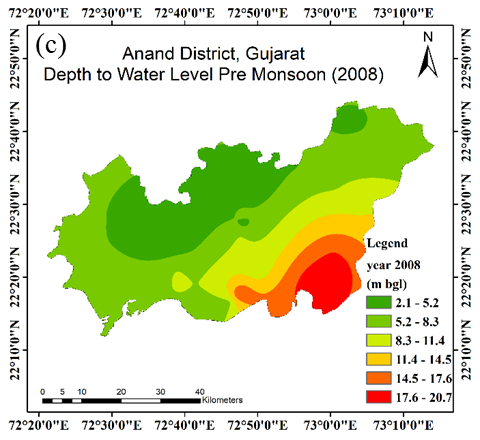 72°20'0"E 72°30'0"E 72°40'0"E 72°50'0"E 73°0'0"E 73°10'0"E
(c)
Anand District, Gujarat
Depth to Water Level Pre Monsoon (2008)
N
22°50'0"N 22°50'0"N
22°40'0"N 22°40'0"N
22°30'0"N 22°30'0"N
22°20'0"N 22°20'0"N
22°10'0"N 22°10'0"N
Legend
year 2008
(m bgl)
2.1 - 5.2
5.2 - 8.3
8.3 - 11.4
11.4 - 14.5
14.5 - 17.6
17.6 - 20.7
0 5 10 20 30 40
Kilometers
72°20'0"E 72°30'0"E 72°40'0"E 72°50'0"E 73°0'0"E 73°10'0"E